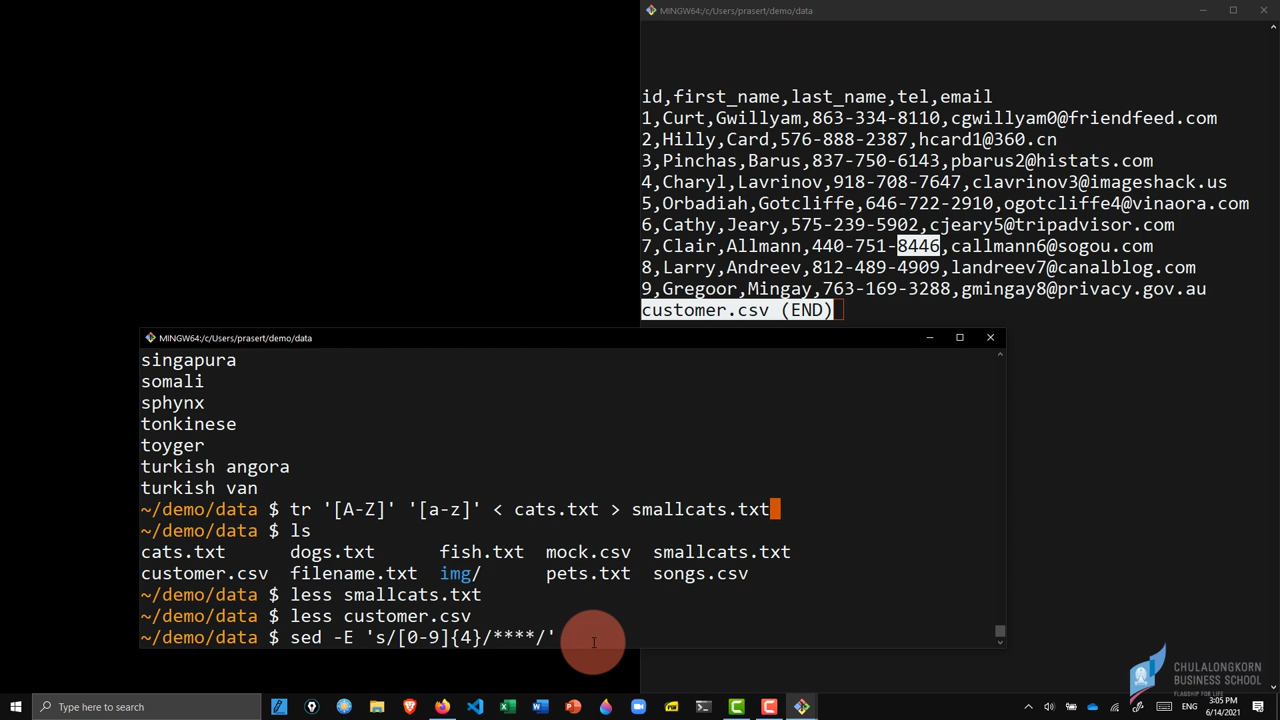 MINGW64:/c/Users/prasert/demo/data
id,first_name,last_name,tel,email
1,Curt,Gwillyam,863-334-8110,cgwillyam0@friendfeed.com
2,Hilly,Card,576-888-2387,hcard1@360.cn
3,Pinchas,Barus,837-750-6143,pbarus2@histats.com
4,Charyl,Lavrinov,918-708-7647,clavrinov3@imageshack.us
5,Orbadiah,Gotcliffe,646-722-2910,ogotcliffe4@vinaora.com
6,Cathy,Jeary,575-239-5902,cjeary5@tripadvisor.com
7,Clair,Allmann,440-751-8446,callmann6@sogou.com
8,Larry,Andreev,812-489-4909,landreev7@canalblog.com
9,Gregoor,Mingay,763-169-3288,gmingay8@privacy.gov.au
customer.csv (END)
MINGW64:/c/Users/prasert/demo/data
singapura
somali
sphynx
tonkinese
toyger
turkish angora
turkish van
~/demo/data $ tr '[A-Z]' '[a-z]' < cats.txt > smallcats.txt
~/demo/data $ ls
cats.txt dogs.txt fish.txt mock.csv smallcats.txt
customer.csv filename.txt img/ pets.txt songs.csv
~/demo/data $ less smallcats.txt
~/demo/data $ less customer.csv
~/demo/data $ sed -E 's/[0-9]{4}/****/'
CHULALONGKORN
BUSINESS SCHOOL
FLAGSHIP FOR LIFE
Type here to search
ENG
3:05 PM
6/14/2021